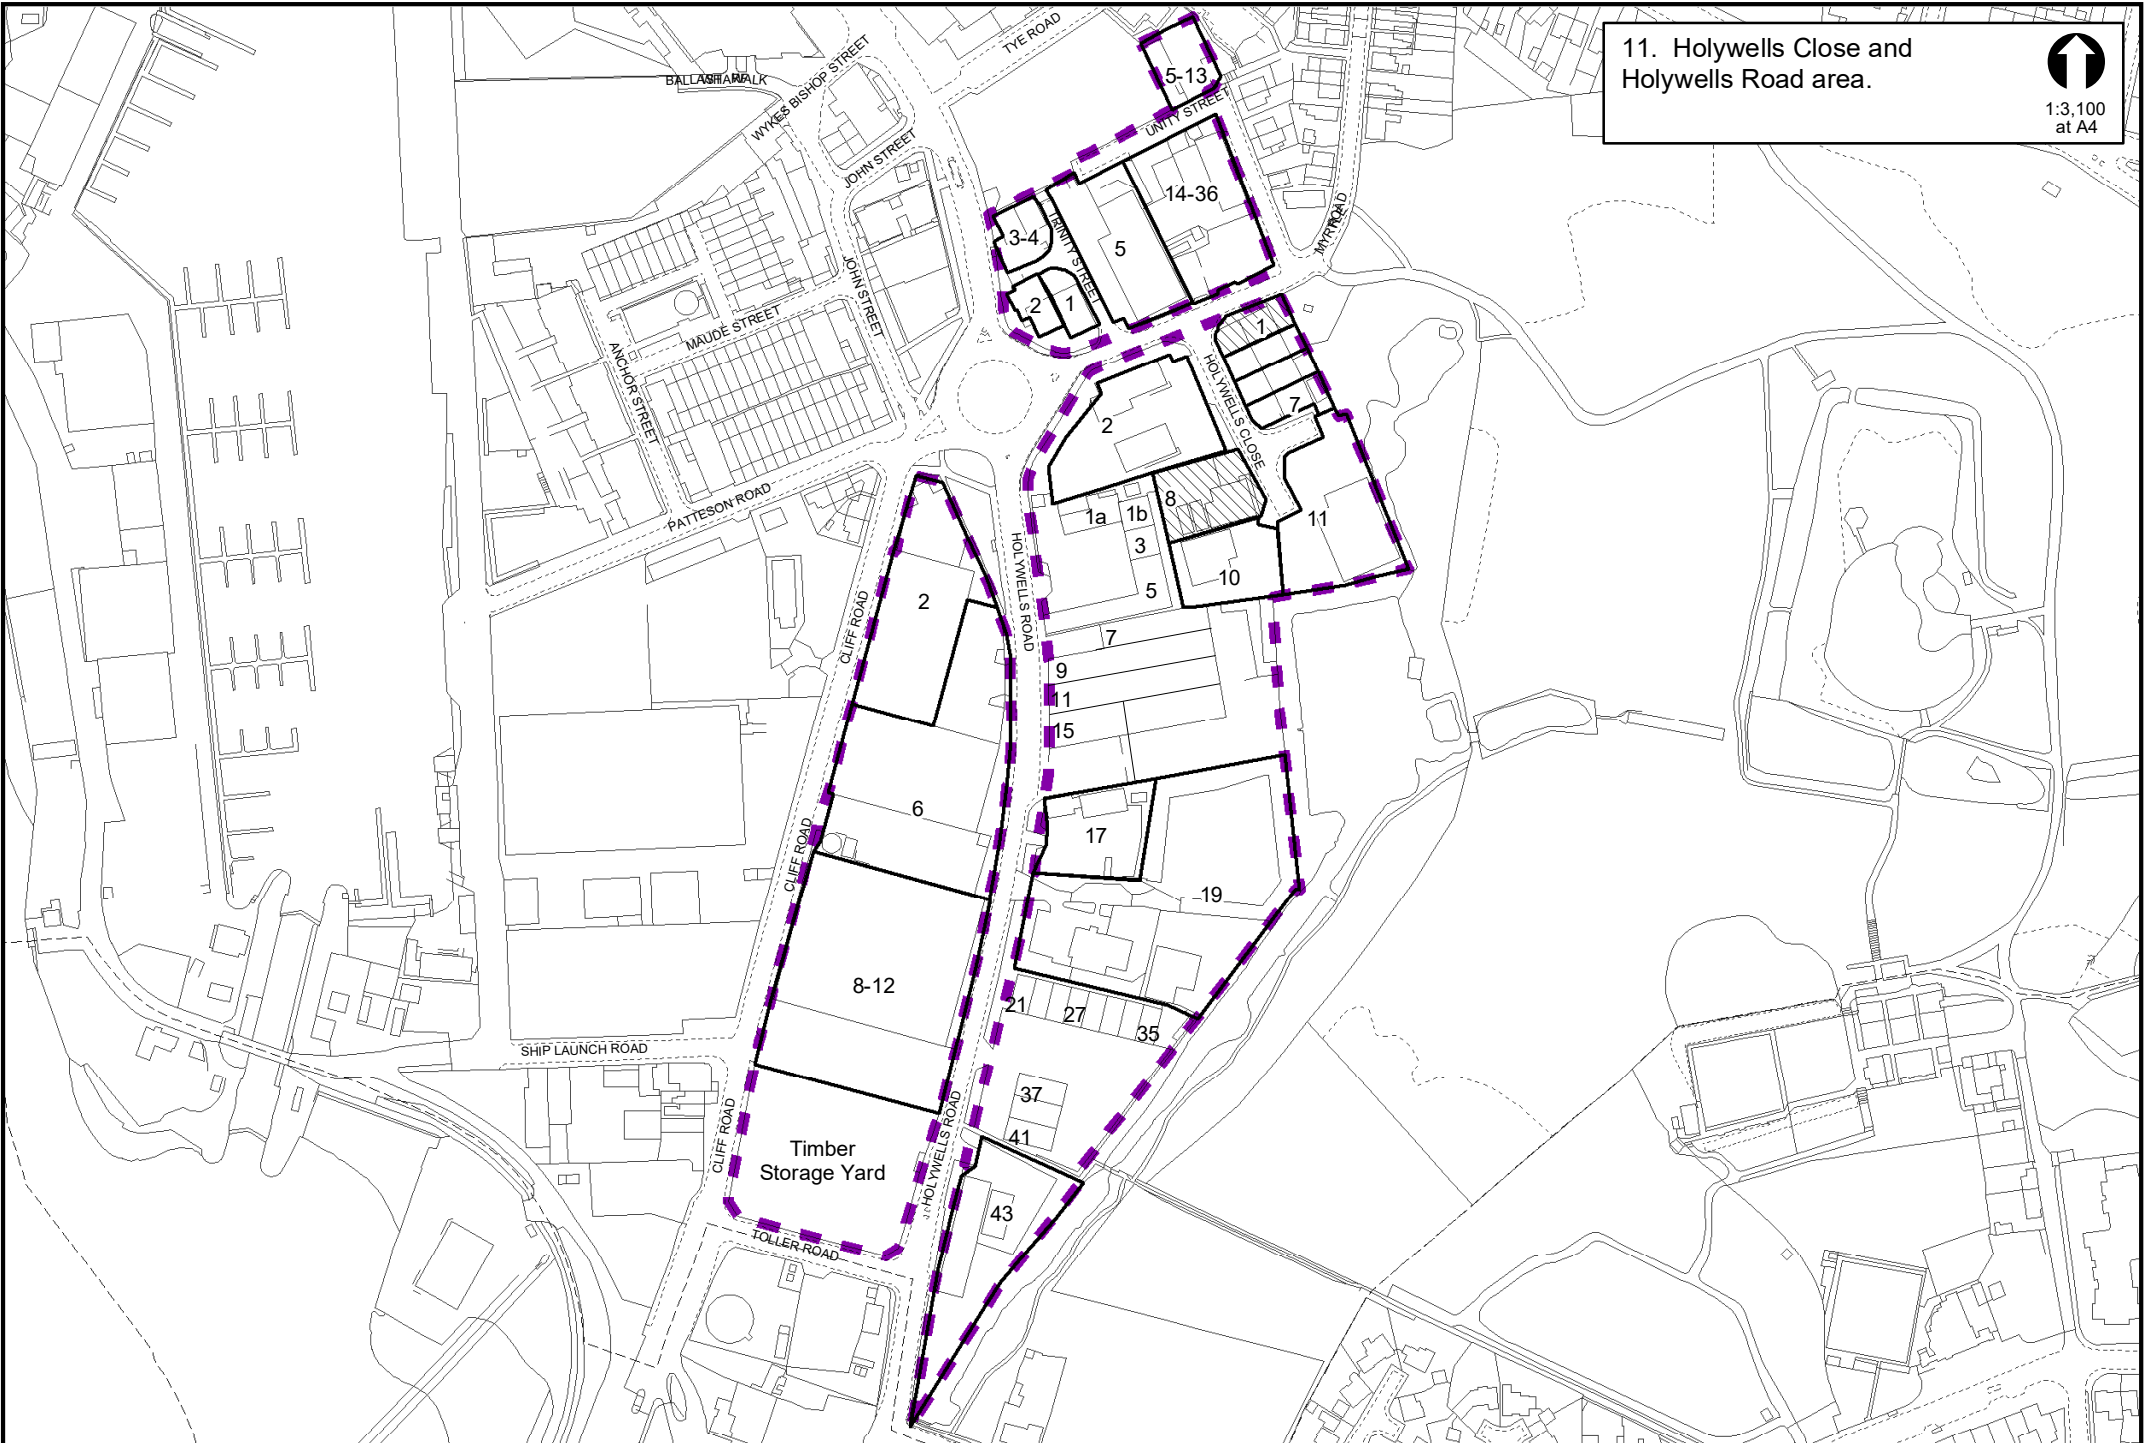 11. Holywells Close and
Holywells Road area.
1:3,100
at A4
TYE ROAD
BALLAST WHARF WALK
WYKES BISHOP STREET
JOHN STREET
5-13
UNITY STREET
14-36
3-4
TRINITY STREET
5
2
1
MYRTLE ROAD
JOHN STREET
MAUDE STREET
ANCHOR STREET
PATTESON ROAD
1
HOLYWELLS CLOSE
7
2
8
11
1a
1b
3
10
5
HOLYWELLS ROAD
2
CLIFF ROAD
7
9
11
15
6
17
CLIFF ROAD
19
8-12
21
27
35
SHIP LAUNCH ROAD
37
41
CLIFF ROAD
HOLYWELLS ROAD
Timber
Storage Yard
43
TOLLER ROAD